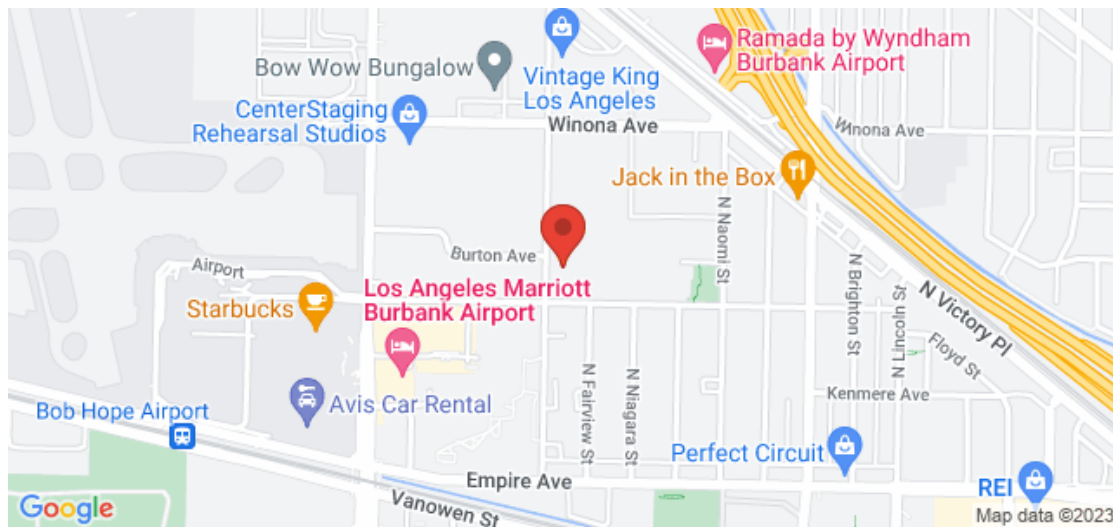 Ramada by Wyndham
Burbank Airport
Bow Wow Bungalow
Vintage King
Los Angeles
CenterStaging
Rehearsal Studios
Winona Ave
Winona Ave
Jack in the Box
N Naomi St
Burton Ave
Airport
Los Angeles Marriott
Burbank Airport
Starbucks
N Brighton St
N Lincoln St
N Victory Pl
Floyd St
N Fairview St
N Niagara St
Kenmere Ave
Avis Car Rental
Bob Hope Airport
Perfect Circuit
Empire Ave
REI
Vanowen St
Google
Map data ©2023